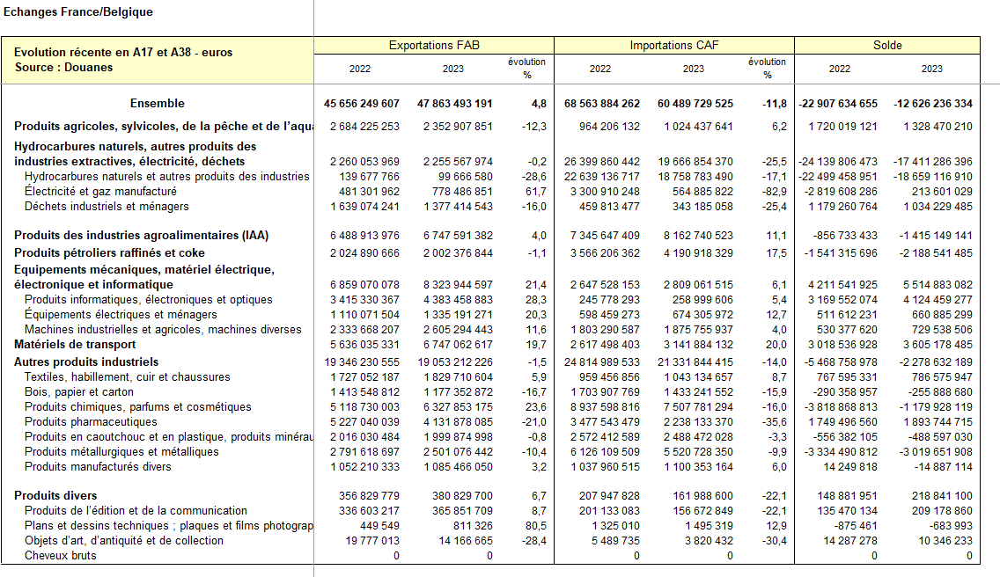 Echanges France/Belgique
Evolution récente en A17 et A38 - euros
Source : Douanes
Exportations FAB Importations CAF Solde
2022 2023 évolution % 2022 2023 évolution % 2022 2023
Ensemble 45 656 249 607 47 863 493 191 4,8 68 563 884 262 60 489 729 525 -11,8 -22 907 634 655 -12 626 236 334
Produits agricoles, sylvicoles, de la pêche et de l'aqua 2 684 225 253 2 352 907 851 -12,3 964 206 132 1 024 437 641 6,2 1 720 019 121 1 328 470 210
Hydrocarbures naturels, autres produits des
industries extractives, électricité, déchets 2 260 053 969 2 255 567 974 -0,2 26 399 860 442 19 666 854 370 -25,5 -24 139 806 473 -17 411 286 396
Hydrocarbures naturels et autres produits des industries 139 677 766 99 666 580 -28,6 22 639 136 717 18 758 783 490 -17,1 -22 499 458 951 -18 659 116 910
Électricité et gaz manufacturé 481 301 962 778 486 851 61,7 3 300 910 248 564 885 822 -82,9 -2 819 608 286 213 601 029
Déchets industriels et ménagers 1 639 074 241 1 377 414 543 -16,0 459 813 477 343 185 058 -25,4 1 179 260 764 1 034 229 485
Produits des industries agroalimentaires (IAA) 6 488 913 976 6 747 591 382 4,0 7 345 647 409 8 162 740 523 11,1 -856 733 433 -1 415 149 141
Produits pétroliers raffinés et coke 2 024 890 666 2 002 376 844 -1,1 3 566 206 362 4 190 918 329 17,5 -1 541 315 696 -2 188 541 485
Equipements mécaniques, matériel électrique,
électronique et informatique 6 859 070 078 8 323 944 597 21,4 2 647 528 153 2 809 061 515 6,1 4 211 541 925 5 514 883 082
Produits informatiques, électroniques et optiques 3 415 330 367 4 383 458 883 28,3 245 778 293 258 999 606 5,4 3 169 552 074 4 124 459 277
Équipements électriques et ménagers 1 110 071 504 1 335 191 271 20,3 598 459 273 674 305 972 12,7 511 612 231 660 885 299
Machines industrielles et agricoles, machines diverses 2 333 668 207 2 605 294 443 11,6 1 803 290 587 1 875 755 937 4,0 530 377 620 729 538 506
Matériels de transport 5 636 035 331 6 747 062 617 19,7 2 617 498 403 3 141 884 132 20,0 3 018 536 928 3 605 178 485
Autres produits industriels 19 346 230 555 19 053 212 226 -1,5 24 814 989 533 21 331 844 415 -14,0 -5 468 758 978 -2 278 632 189
Textiles, habillement, cuir et chaussures 1 727 052 187 1 829 710 604 5,9 959 456 856 1 043 134 657 8,7 767 595 331 786 575 947
Bois, papier et carton 1 413 548 812 1 177 352 872 -16,7 1 703 907 769 1 433 241 552 -15,9 -290 358 957 -255 888 680
Produits chimiques, parfums et cosmétiques 5 118 730 003 6 327 853 175 23,6 8 937 598 816 7 507 781 294 -16,0 -3 818 868 813 -1 179 928 119
Produits pharmaceutiques 5 227 040 039 4 131 878 085 -21,0 3 477 543 479 2 238 133 370 -35,6 1 749 496 560 1 893 744 715
Produits en caoutchouc et en plastique, produits minérau 2 016 030 484 1 999 874 998 -0,8 2 572 412 589 2 488 472 028 -3,3 -556 382 105 -488 597 030
Produits métallurgiques et métalliques 2 791 618 697 2 501 076 442 -10,4 6 126 109 509 5 520 728 350 -9,9 -3 334 490 812 -3 019 651 908
Produits manufacturés divers 1 052 210 333 1 085 466 050 3,2 1 037 960 515 1 100 353 164 6,0 14 249 818 -14 887 114
Produits divers 356 829 779 380 829 700 6,7 207 947 828 161 988 600 -22,1 148 881 951 218 841 100
Produits de l'édition et de la communication 336 603 217 365 851 709 8,7 201 133 083 156 672 849 -22,1 135 470 134 209 178 860
Plans et dessins techniques ; plaques et films photograp 449 549 811 326 80,5 1 325 010 1 495 319 12,9 -875 461 -683 993
Objets d'art, d'antiquité et de collection 19 777 013 14 166 665 -28,4 5 489 735 3 820 432 -30,4 14 287 278 10 346 233
Cheveux bruts 0 0 0 0 0 0